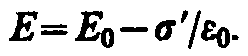 E = E₀ − σ′/ε₀.